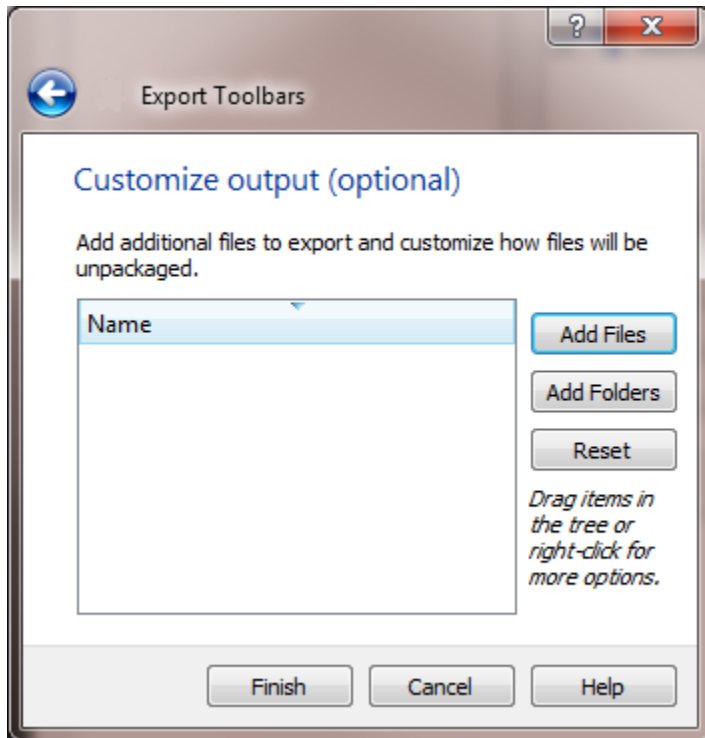 ?
Export Toolbars
Customize output (optional)
Add additional files to export and customize how files will be
unpackaged.
Name
Add Files
Add Folders
Reset
Drag items in
the tree or
right-click for
more options.
Finish
Cancel
Help